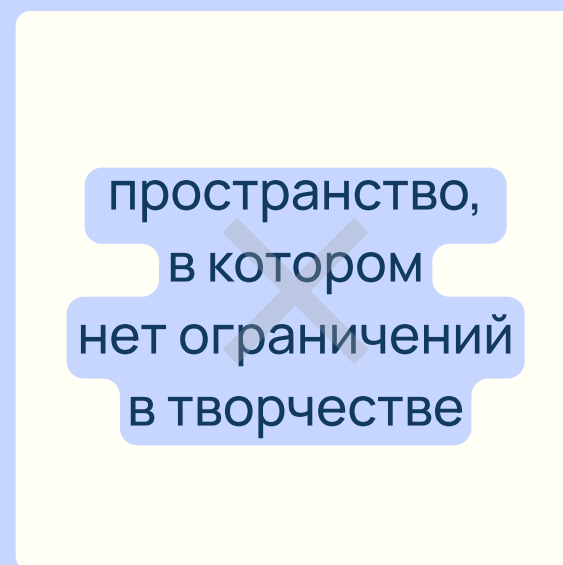 пространство,
в котором
нет ограничений
в творчестве